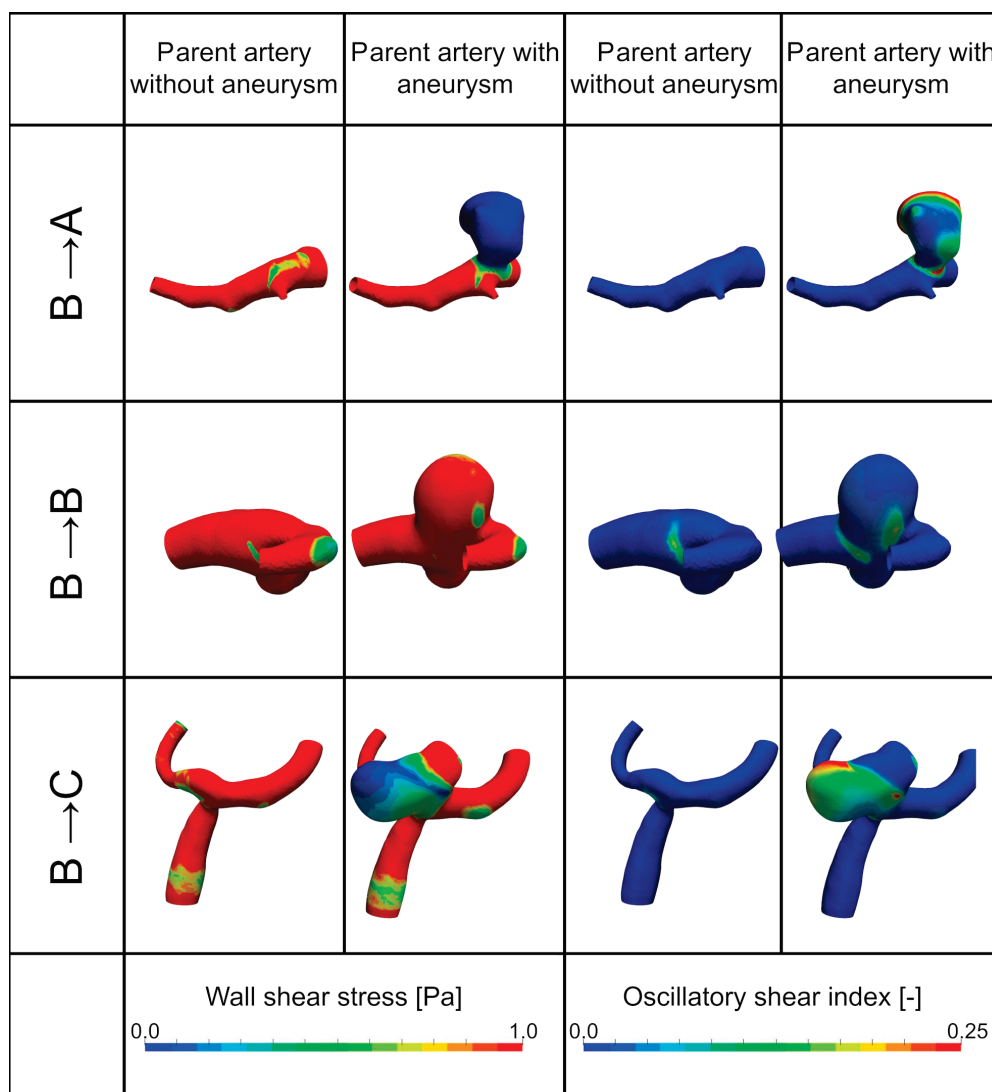 Parent artery
without aneurysm
Parent artery with
aneurysm
Parent artery
without aneurysm
Parent artery with
aneurysm
B → A
B → B
B → C
Wall shear stress [Pa]
0.0 1.0
Oscillatory shear index [-]
0.0 0.25